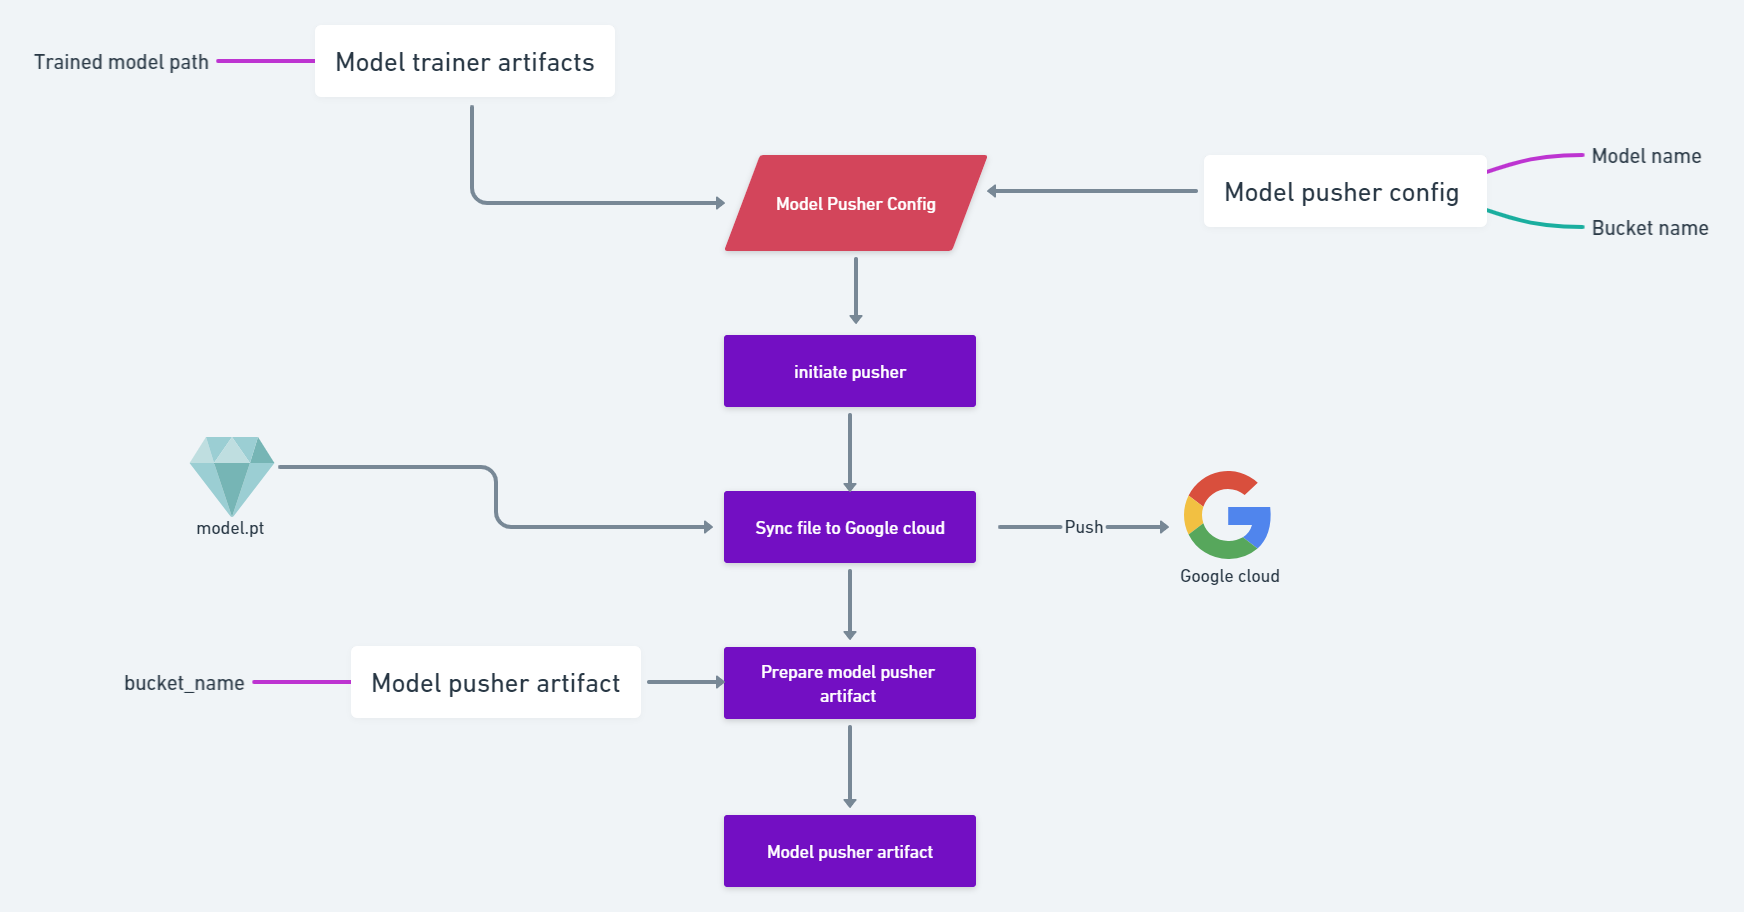 Trained model path
Model trainer artifacts
Model name
Model pusher config
Model Pusher Config
Bucket name
initiate pusher
model.pt
Sync file to Google cloud
Push
Google cloud
bucket_name
Model pusher artifact
Prepare model pusher
artifact
Model pusher artifact